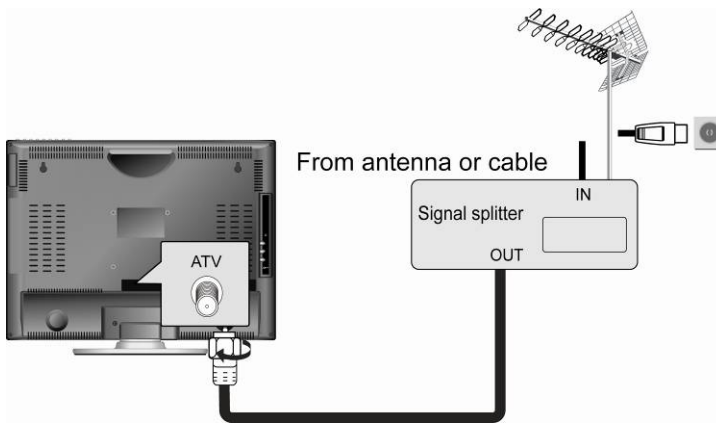 From antenna or cable
IN
Signal splitter
OUT
ATV